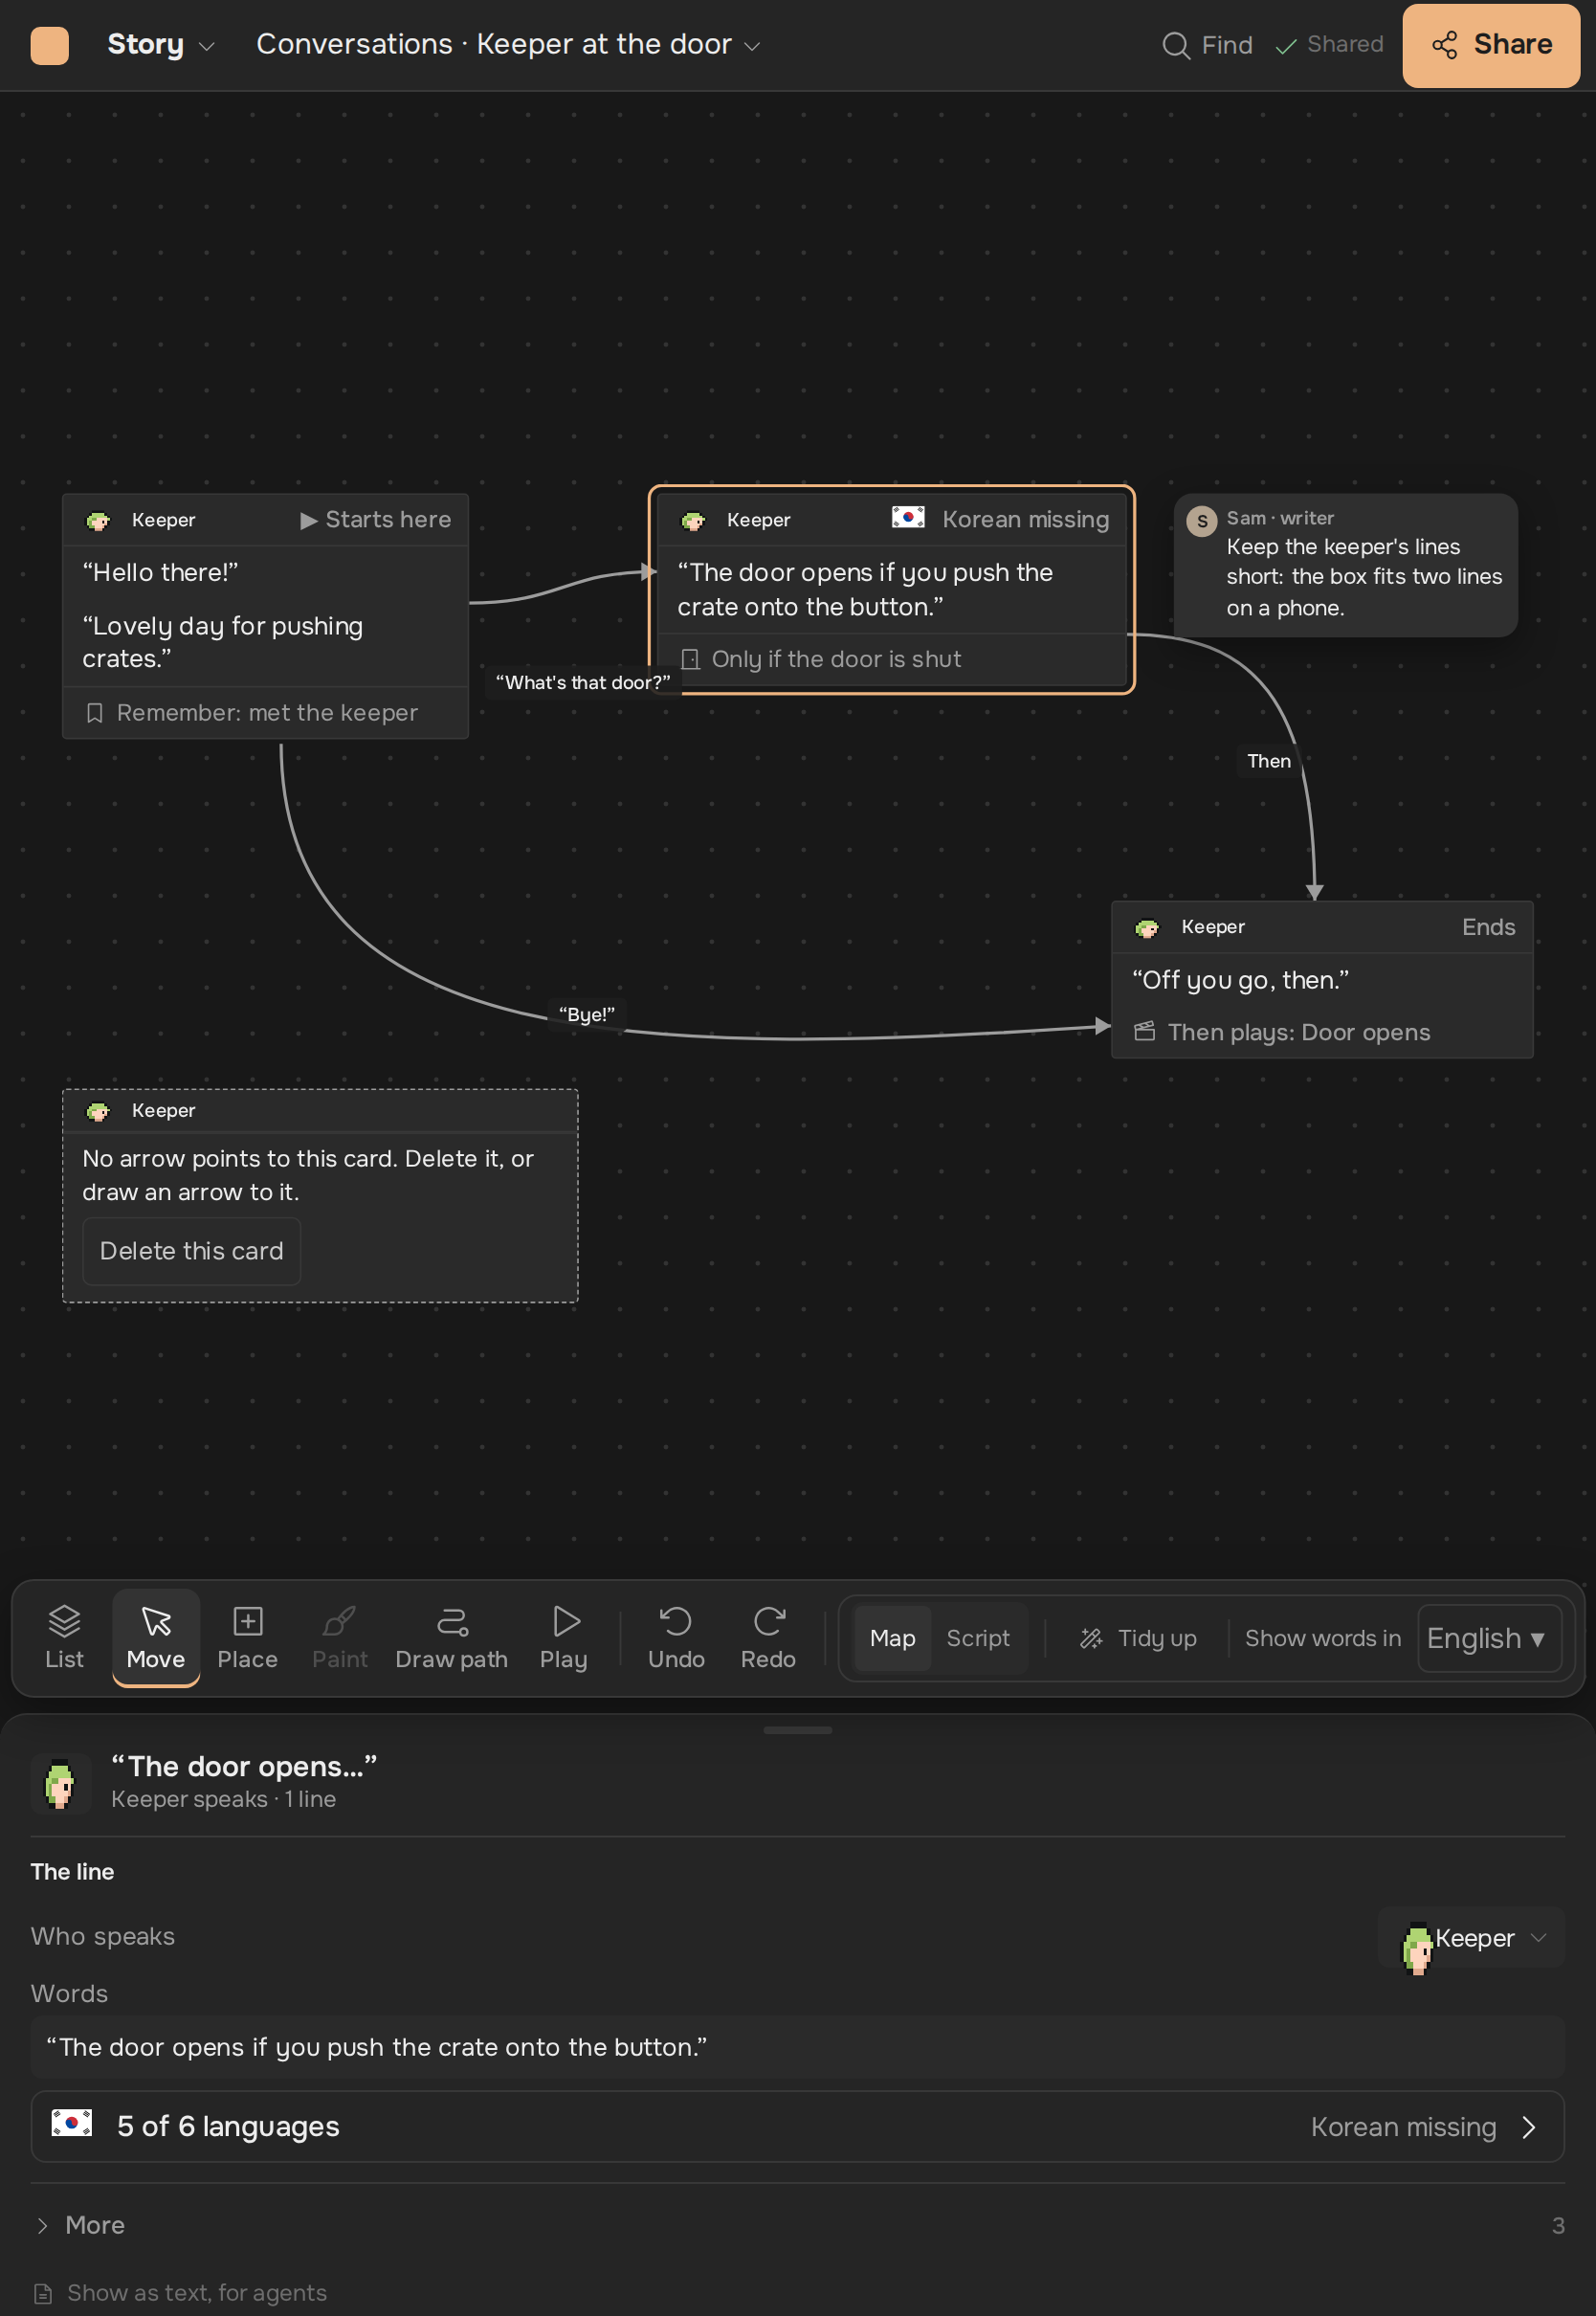 Story
Conversations · Keeper at the door
Find
Shared
Share
Keeper
▶ Starts here
“Hello there!”
“Lovely day for pushing
crates.”
Remember: met the keeper
“What's that door?”
Keeper
Korean missing
“The door opens if you push the
crate onto the button.”
Only if the door is shut
S
Sam · writer
Keep the keeper's lines
short: the box fits two lines
on a phone.
Then
Keeper
Ends
“Off you go, then.”
Then plays: Door opens
“Bye!”
Keeper
No arrow points to this card. Delete it, or
draw an arrow to it.
Delete this card
List
Move
Place
Paint
Draw path
Play
Undo
Redo
Map
Script
Tidy up
Show words in
English ▾
“The door opens…”
Keeper speaks · 1 line
The line
Who speaks
Keeper
Words
“The door opens if you push the crate onto the button.”
5 of 6 languages
Korean missing
More
3
Show as text, for agents